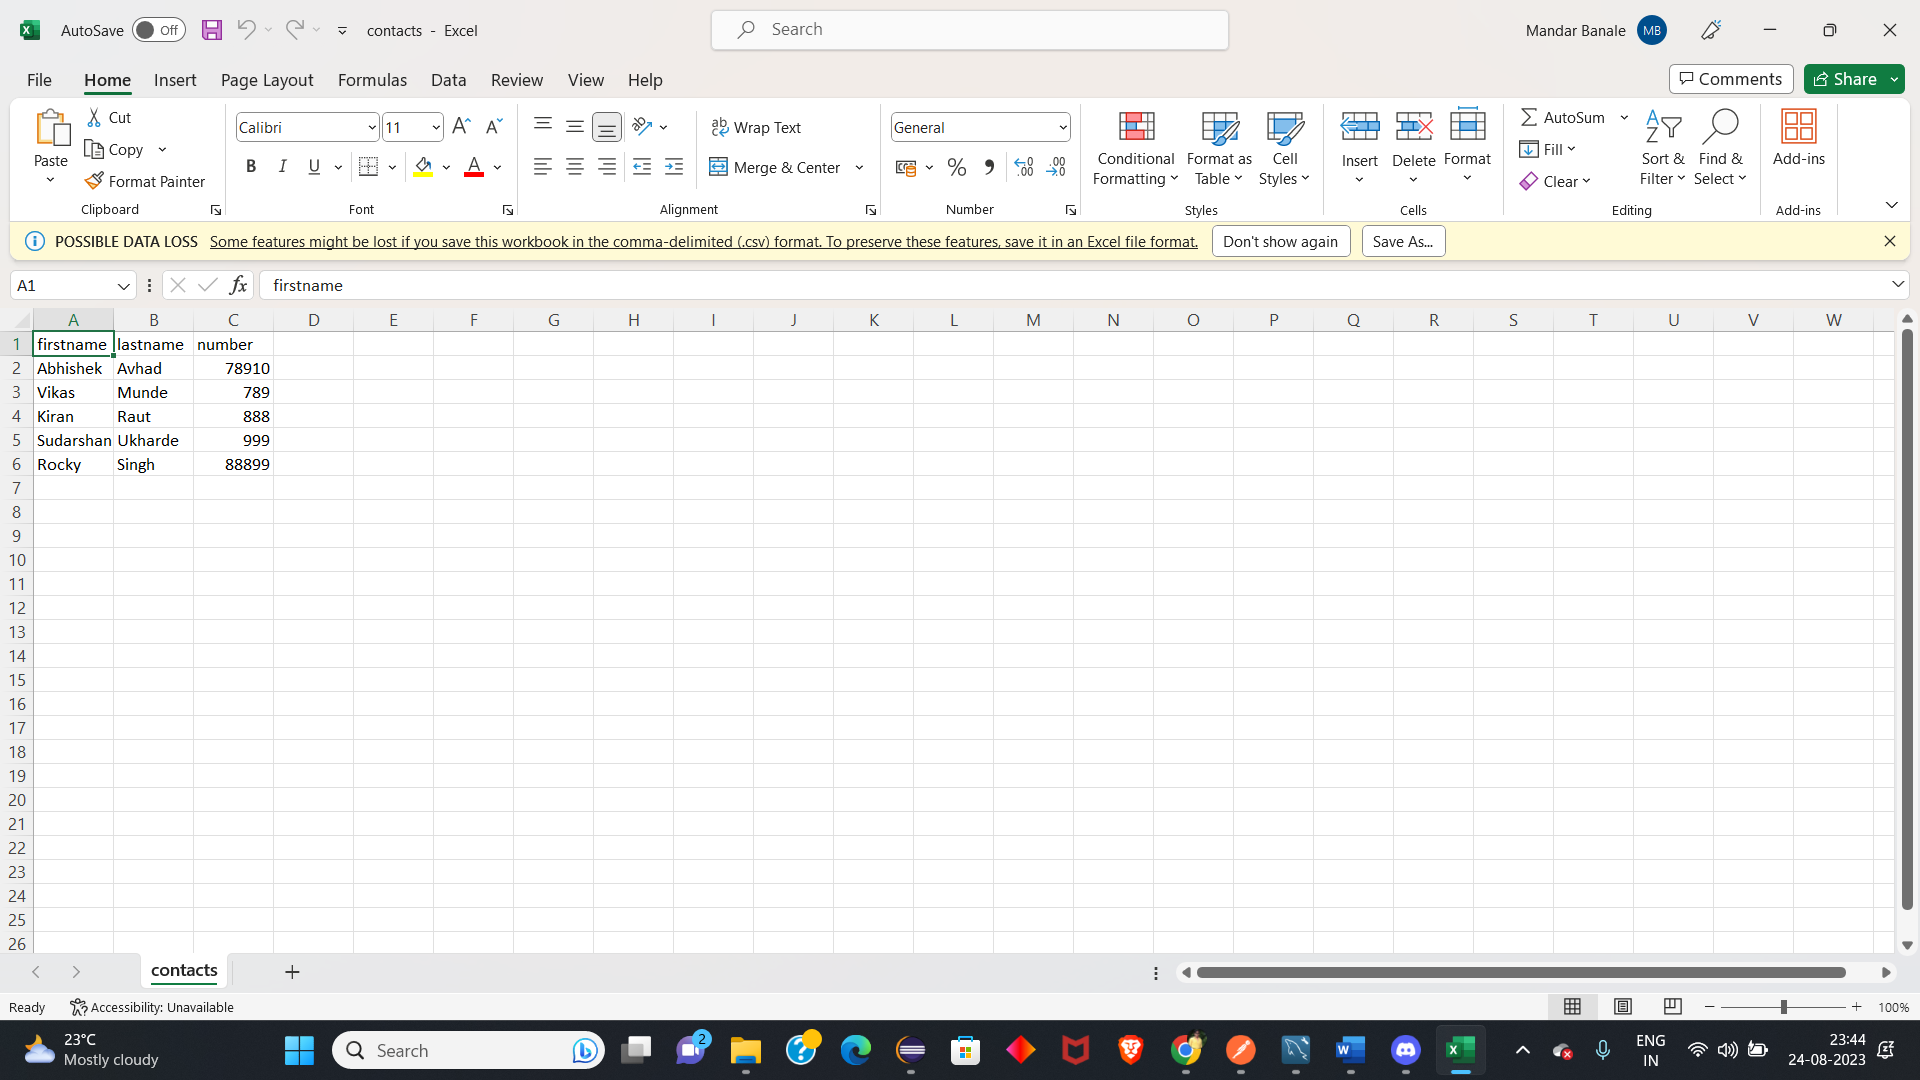 AutoSave Off contacts - Excel Search Mandar Banale MB
File Home Insert Page Layout Formulas Data Review View Help Comments Share
Paste Cut Copy Format Painter Clipboard
Calibri 11 A A B I U A Font
ab Wrap Text Merge & Center Alignment
General % , .00 .0 Number
Conditional Formatting Format as Table Cell Styles Styles
Insert Delete Format Cells
AutoSum Fill Clear Sort & Filter Find & Select Editing
Add-ins Add-ins
POSSIBLE DATA LOSS Some features might be lost if you save this workbook in the comma-delimited (.csv) format. To preserve these features, save it in an Excel file format. Don't show again Save As...
A1 fx firstname
A B C D E F G H I J K L M N O P Q R S T U V W
1 firstname lastname number
2 Abhishek Avhad 78910
3 Vikas Munde 789
4 Kiran Raut 888
5 Sudarshan Ukharde 999
6 Rocky Singh 88899
7
8
9
10
11
12
13
14
15
16
17
18
19
20
21
22
23
24
25
26
contacts
Ready Accessibility: Unavailable 100%
23°C
Mostly cloudy
Search 2
ENG
IN
23:44
24-08-2023